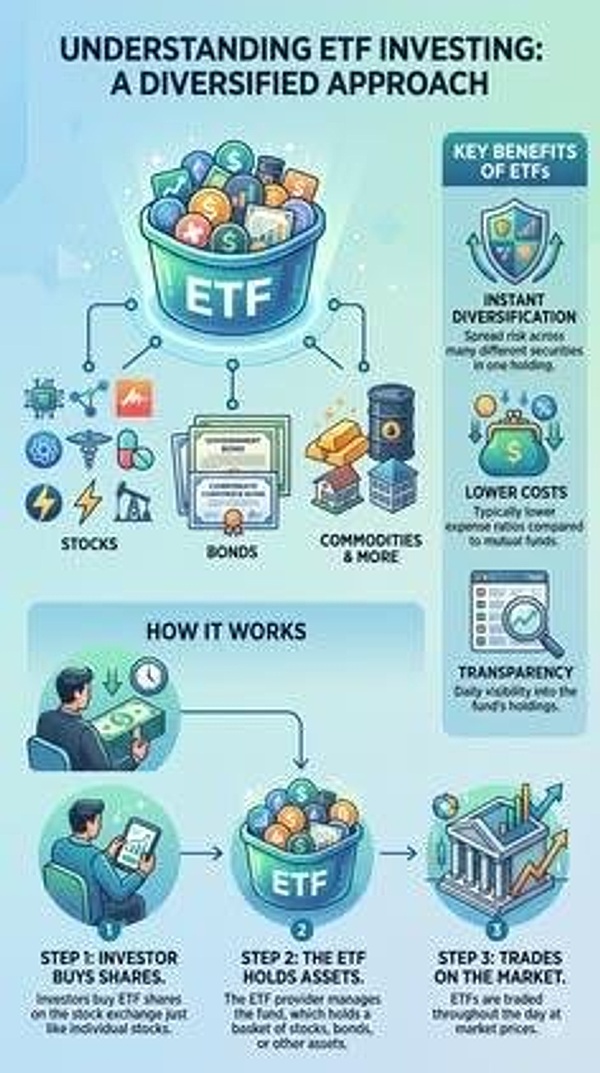 UNDERSTANDING ETF INVESTING:
A DIVERSIFIED APPROACH
ETF
STOCKS
GOVERNMENT
BOND
BONDS
COMMODITIES
& MORE
KEY BENEFITS
OF ETFs
INSTANT
DIVERSIFICATION
Spread risk across
many different securities
in one holding.
LOWER COSTS
Typically lower
expense ratios compared
to mutual funds.
TRANSPARENCY
Daily visibility into the
fund's holdings.
HOW IT WORKS
1
STEP 1: INVESTOR
BUYS SHARES.
Investors buy ETF shares
on the stock exchange just
like individual stocks.
ETF
2
STEP 2: THE ETF
HOLDS ASSETS.
The ETF provider manages
the fund, which holds a
basket of stocks, bonds,
or other assets.
3
STEP 3: TRADES
ON THE MARKET.
ETFs are traded
throughout the day at
market prices.